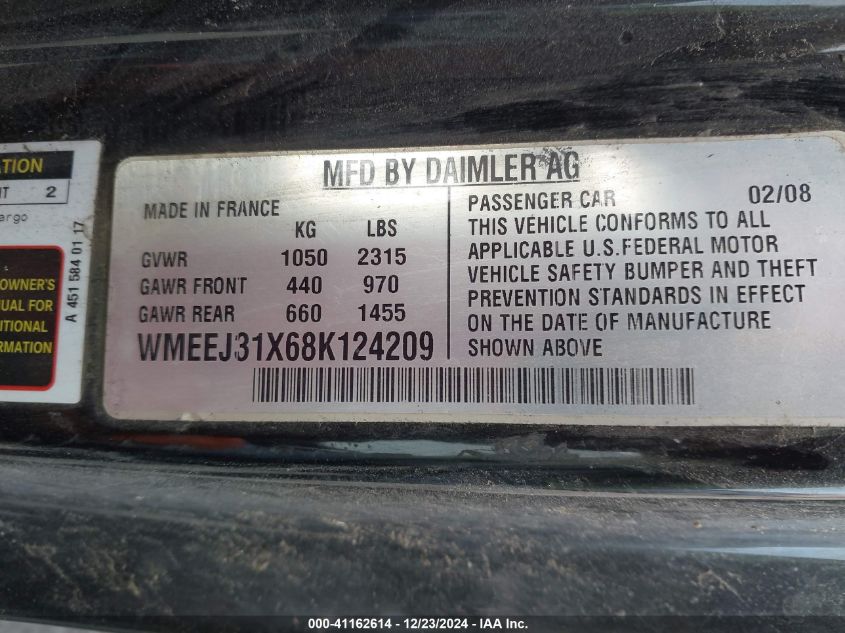 ATION
NT 2
argo
OWNER'S
NUAL FOR
ITIONAL
ORMATION
A 451 584 01 17
MFD BY DAIMLER AG
MADE IN FRANCE
KG LBS
GVWR 1050 2315
GAWR FRONT 440 970
GAWR REAR 660 1455
WMEEJ31X68K124209
PASSENGER CAR 02/08
THIS VEHICLE CONFORMS TO ALL
APPLICABLE U.S.FEDERAL MOTOR
VEHICLE SAFETY BUMPER AND THEFT
PREVENTION STANDARDS IN EFFECT
ON THE DATE OF MANUFACTURE
SHOWN ABOVE
000-41162614 - 12/23/2024 - IAA Inc.